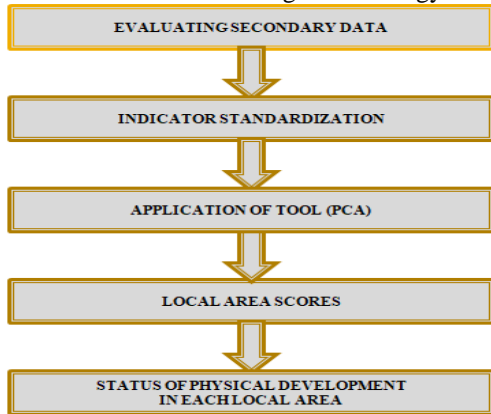 EVALUATING SECONDARY DATA
INDICATOR STANDARDIZATION
APPLICATION OF TOOL (PCA)
LOCAL AREA SCORES
STATUS OF PHYSICAL DEVELOPMENT
IN EACH LOCAL AREA